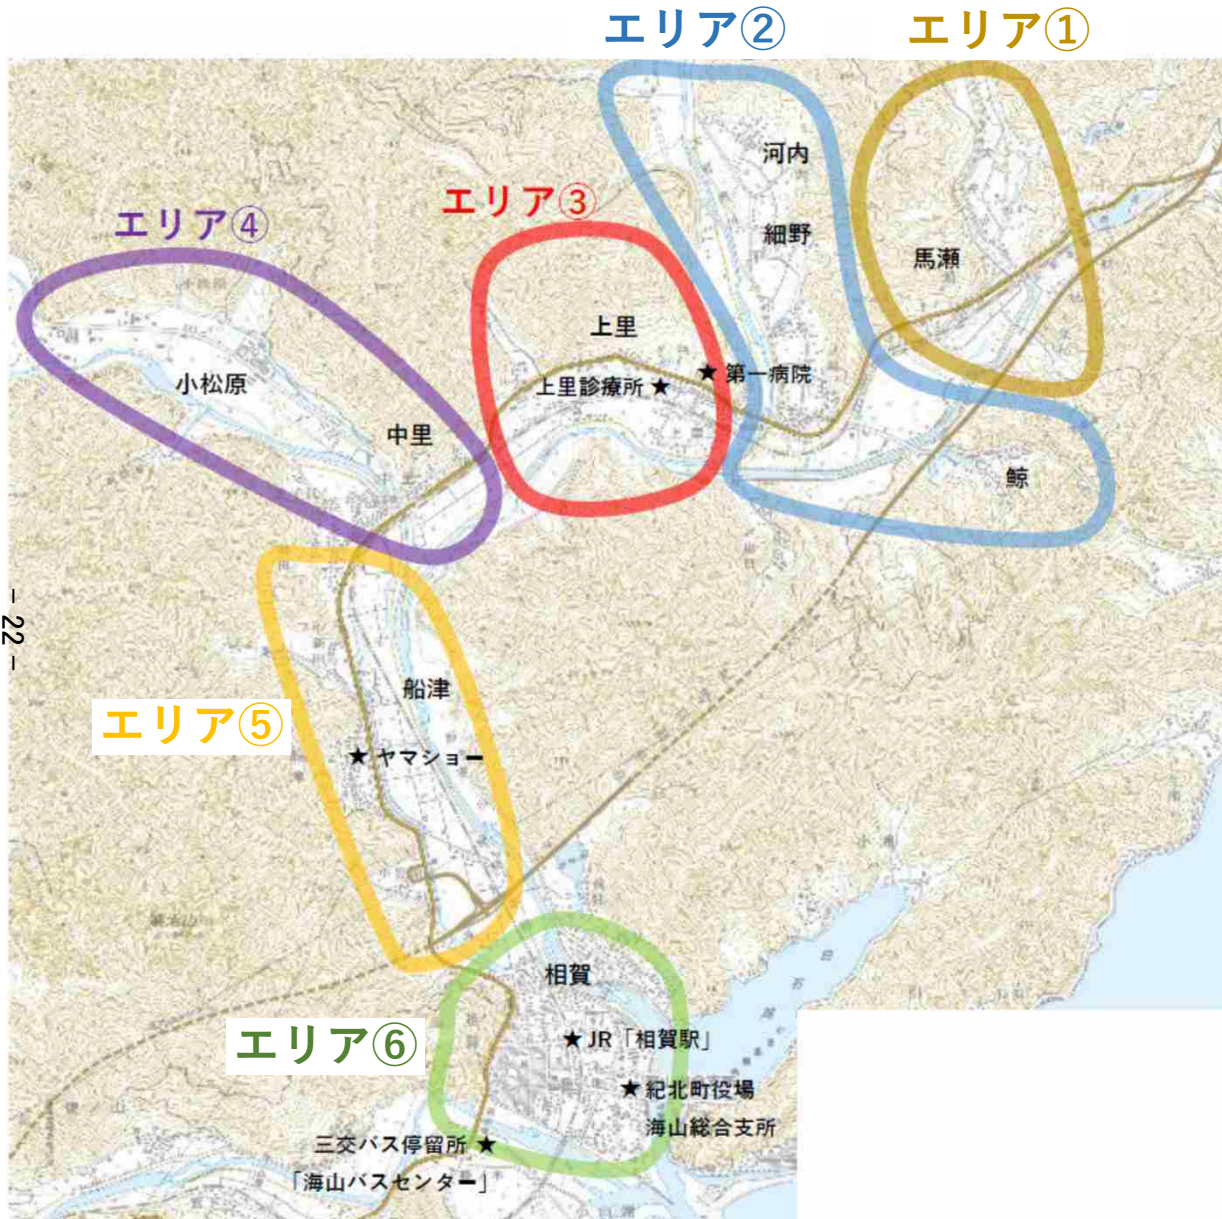 エリア②
エリア①
河内
エリア③
エリア④
細野
馬瀬
上里
第一病院
上里診療所
小松原
中里
鯨
- 22 -
船津
エリア⑤
ヤマショー
相賀
エリア⑥
JR「相賀駅」
紀北町役場
海山総合支所
三交バス停留所
「海山バスセンター」